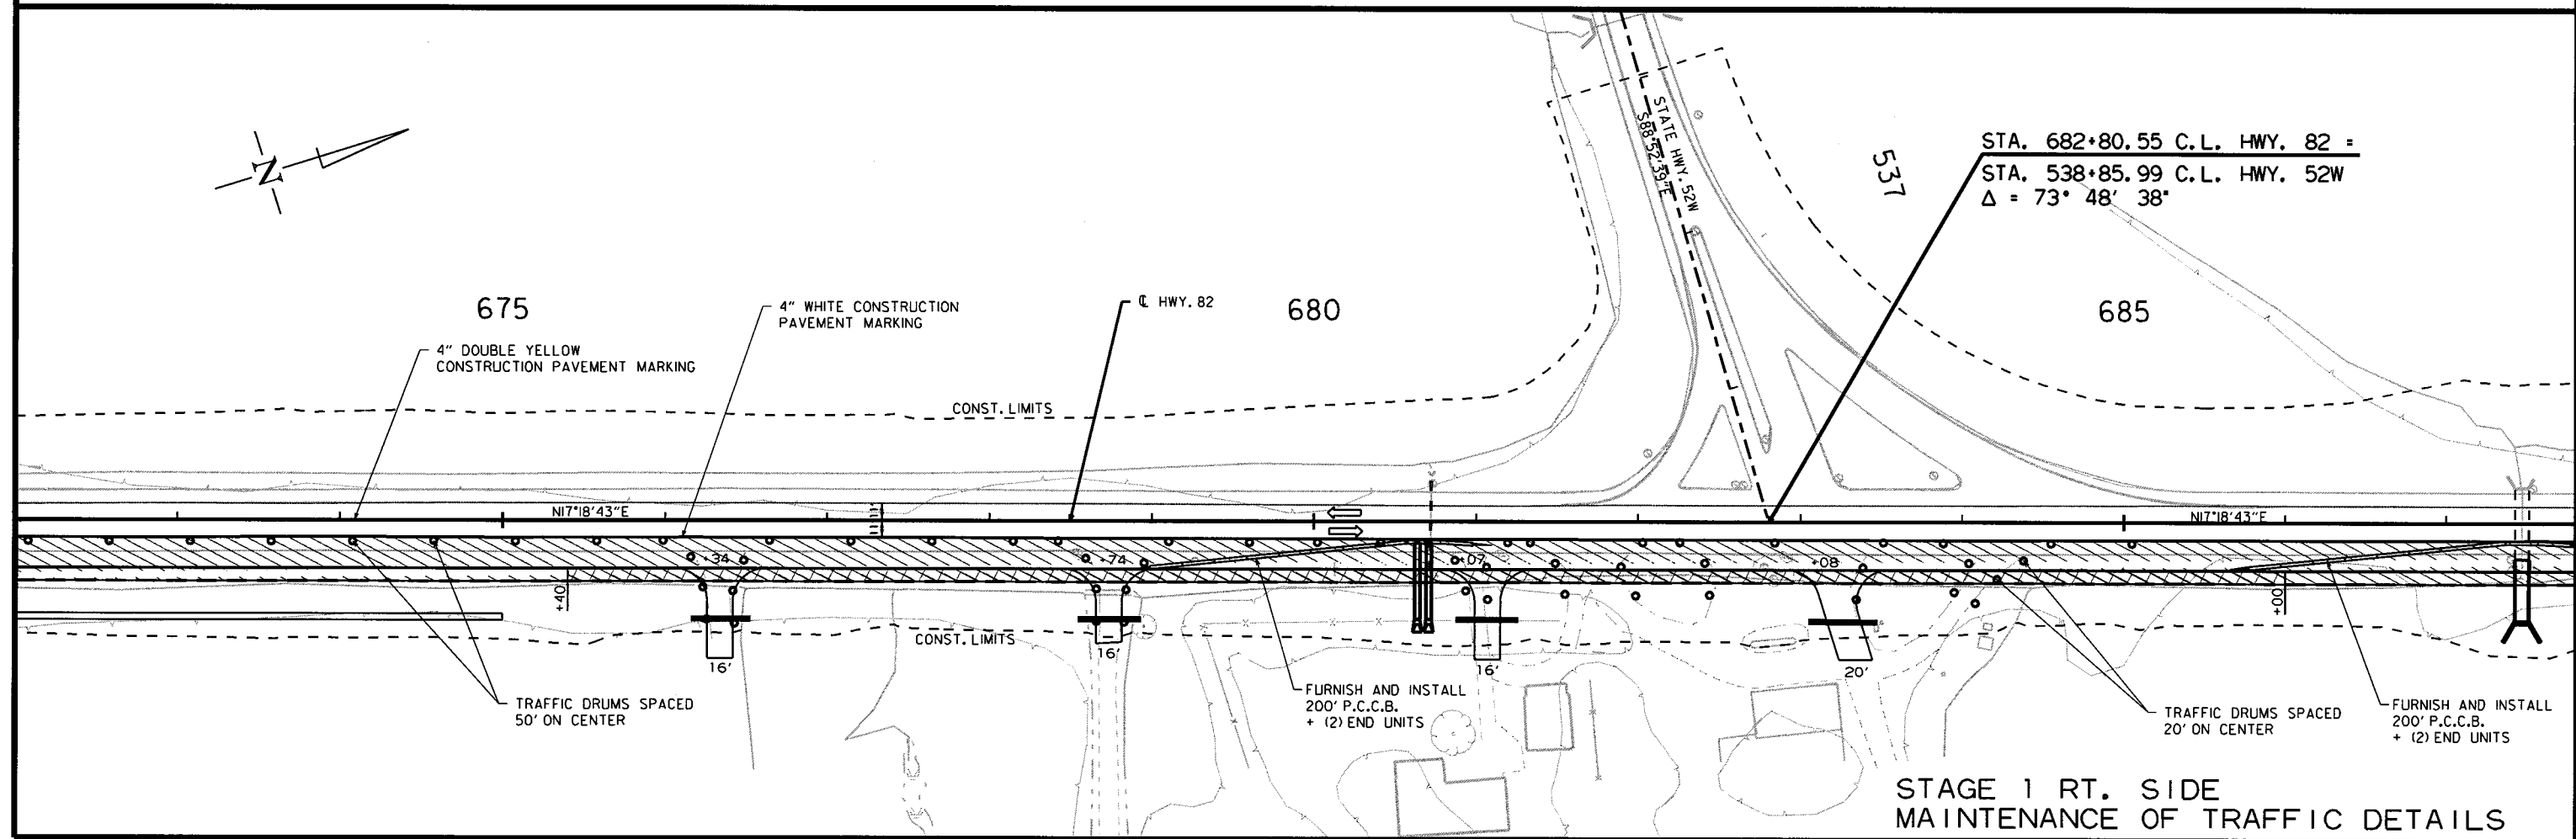 N
STATE HWY. 52W
S88°52'39"E
537
STA. 682+80.55 C.L. HWY. 82 =
STA. 538+85.99 C.L. HWY. 52W
Δ = 73° 48' 38"
675
680
685
4" WHITE CONSTRUCTION
PAVEMENT MARKING
℄ HWY. 82
4" DOUBLE YELLOW
CONSTRUCTION PAVEMENT MARKING
CONST. LIMITS
N17°18'43"E
N17°18'43"E
+34
+74
+07
+08
+40
+00
CONST. LIMITS
16'
16'
16'
20'
TRAFFIC DRUMS SPACED
50' ON CENTER
FURNISH AND INSTALL
200' P.C.C.B.
+ (2) END UNITS
TRAFFIC DRUMS SPACED
20' ON CENTER
FURNISH AND INSTALL
200' P.C.C.B.
+ (2) END UNITS
STAGE 1 RT. SIDE
MAINTENANCE OF TRAFFIC DETAILS